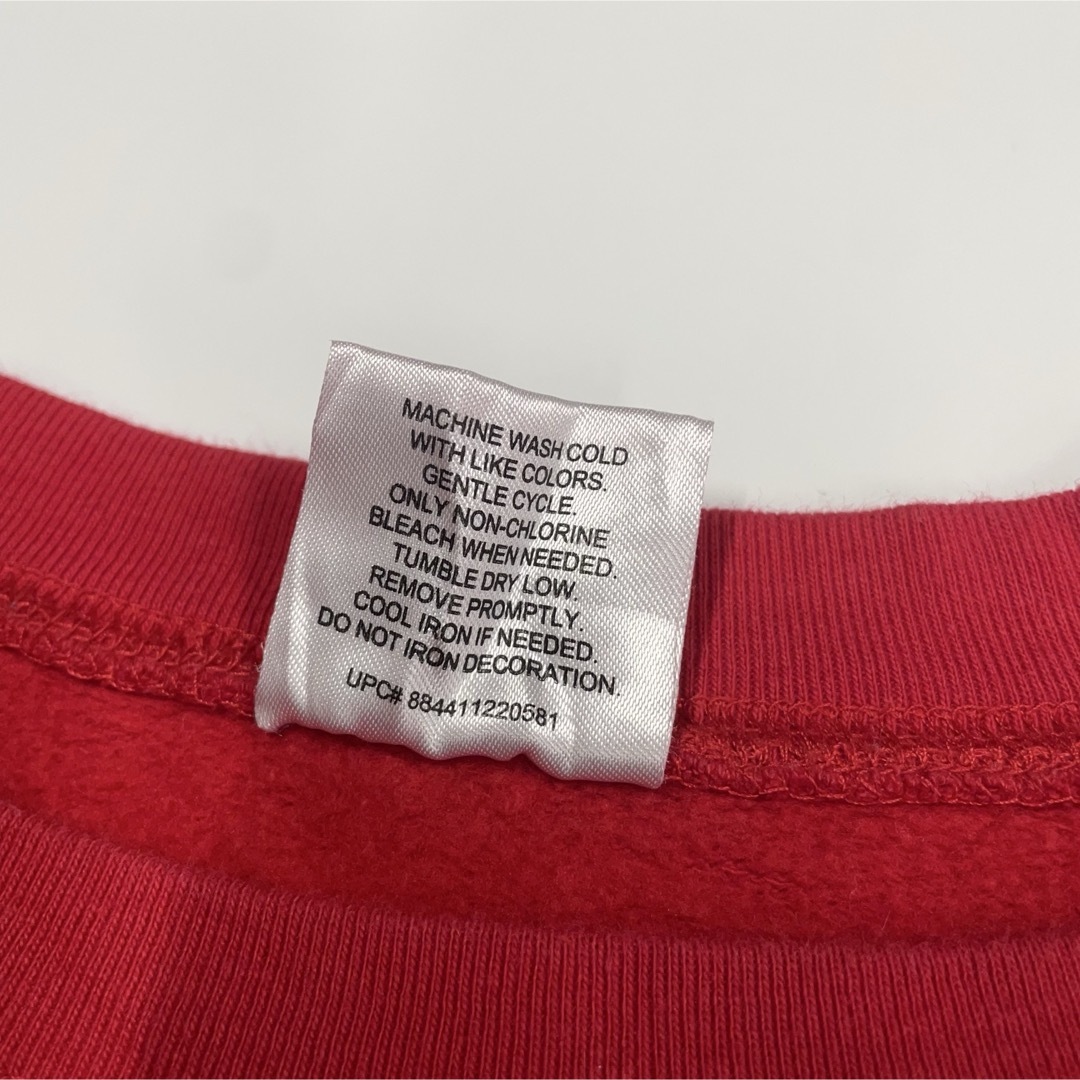 MACHINE WASH COLD
WITH LIKE COLORS.
GENTLE CYCLE.
ONLY NON-CHLORINE
BLEACH WHEN NEEDED.
TUMBLE DRY LOW.
REMOVE PROMPTLY.
COOL IRON IF NEEDED.
DO NOT IRON DECORATION.
UPC# 884411220581